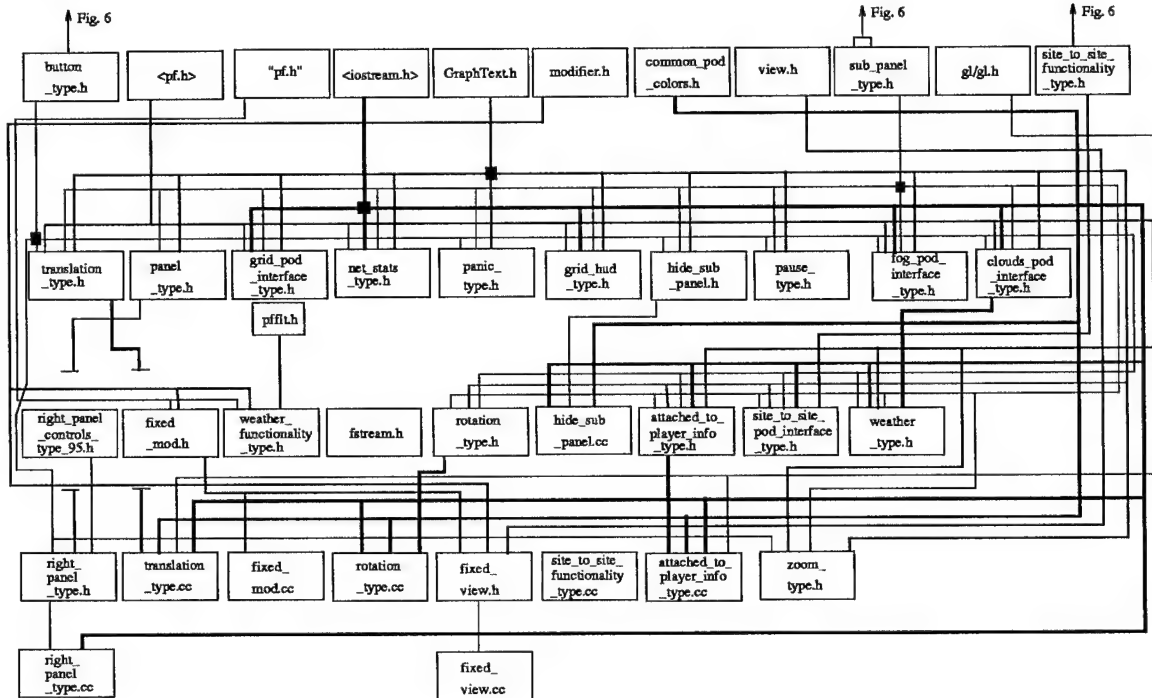 Fig. 6
Fig. 6
Fig. 6
button
_type.h
<pf.h>
"pf.h"
<iostream.h>
GraphText.h
modifier.h
common_pod
_colors.h
view.h
sub_panel
_type.h
gl/gl.h
site_to_site_
functionality
_type.h
translation
_type.h
panel
_type.h
grid_pod
_interface
_type.h
net_stats
_type.h
panic_
type.h
grid_hud
_type.h
hide_sub
_panel.h
pause_
type.h
fog_pod_
interface
_type.h
clouds_pod
_interface
_type.h
pffit.h
right_panel
_controls_
type_95.h
fixed
_mod.h
weather_
functionality
_type.h
fstream.h
rotation
_type.h
hide_sub
_panel.cc
attached_to_
player_info
_type.h
site_to_site_
pod_interface
_type.h
weather
_type.h
right_
panel
_type.h
translation
_type.cc
fixed_
mod.cc
rotation
_type.cc
fixed_
view.h
site_to_site_
functionality
_type.cc
attached_to_
player_info
_type.cc
zoom_
type.h
right_
panel
_type.cc
fixed_
view.cc